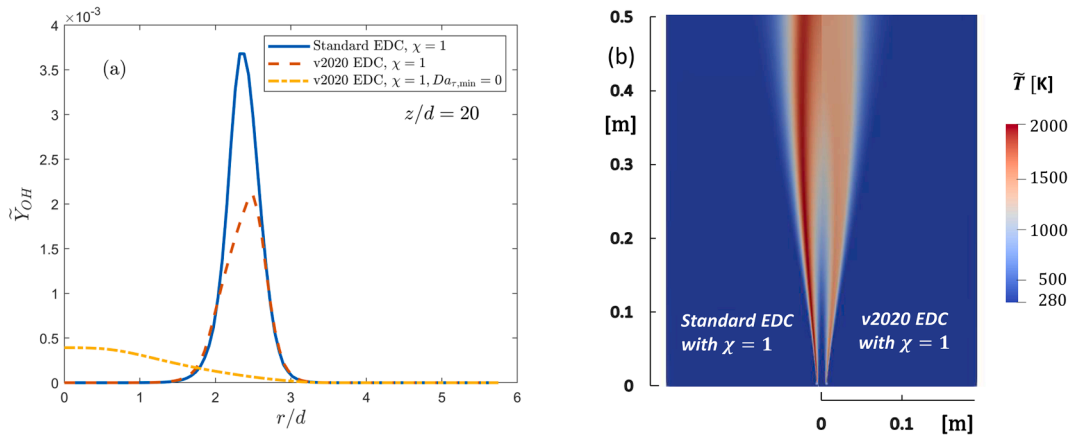 ×10⁻³
4
3.5
3
2.5
2
1.5
1
0.5
0
0 1 2 3 4 5 6
r/d
Ỹ_OH
(a)
Standard EDC, χ = 1
v2020 EDC, χ = 1
v2020 EDC, χ = 1, Da_τ,min = 0
z/d = 20
(b)
0.5
0.4
[m]
0.3
0.2
0.1
0
Standard EDC
with χ = 1
v2020 EDC
with χ = 1
0 0.1 [m]
T̃ [K]
2000
1500
1000
500
280